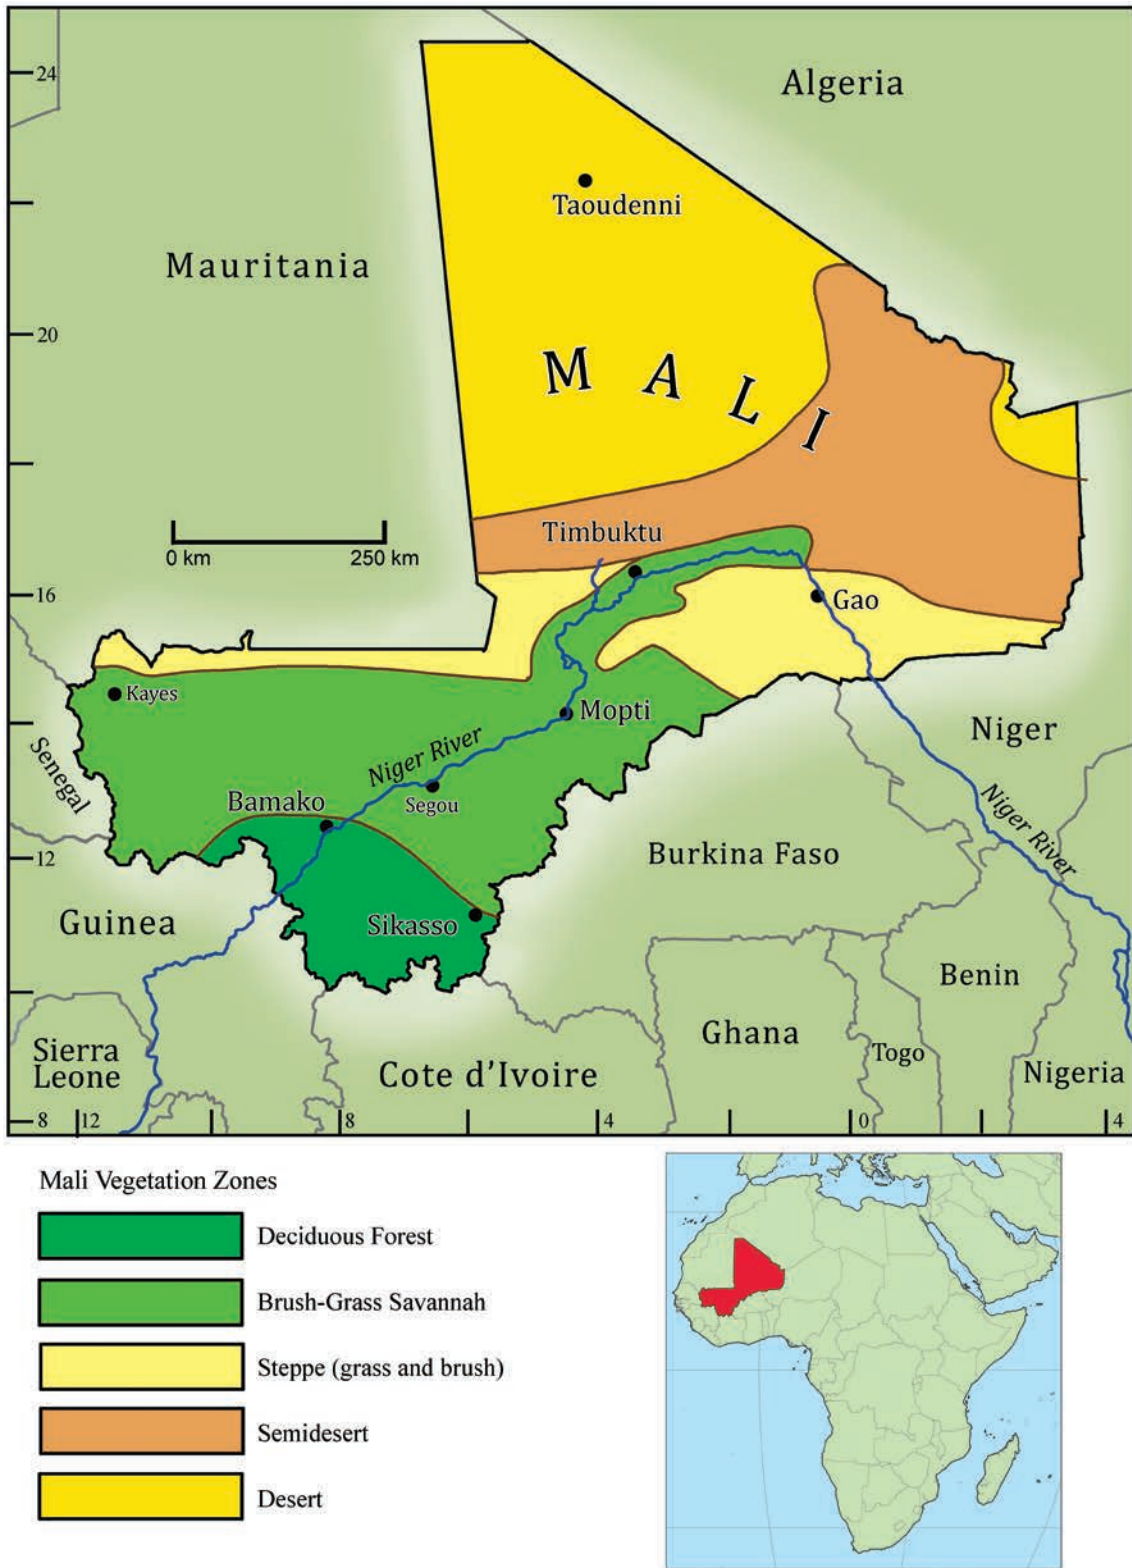 24
Algeria
Taoudenni
Mauritania
20
MALI
Timbuktu
0 km
250 km
16
Gao
Kayes
Mopti
Niger
Senegal
Niger River
Segou
Bamako
Niger River
12
Burkina Faso
Guinea
Sikasso
Benin
Ghana
Sierra
Leone
Togo
Cote d'Ivoire
Nigeria
8
12
8
4
0
4
Mali Vegetation Zones
Deciduous Forest
Brush-Grass Savannah
Steppe (grass and brush)
Semidesert
Desert